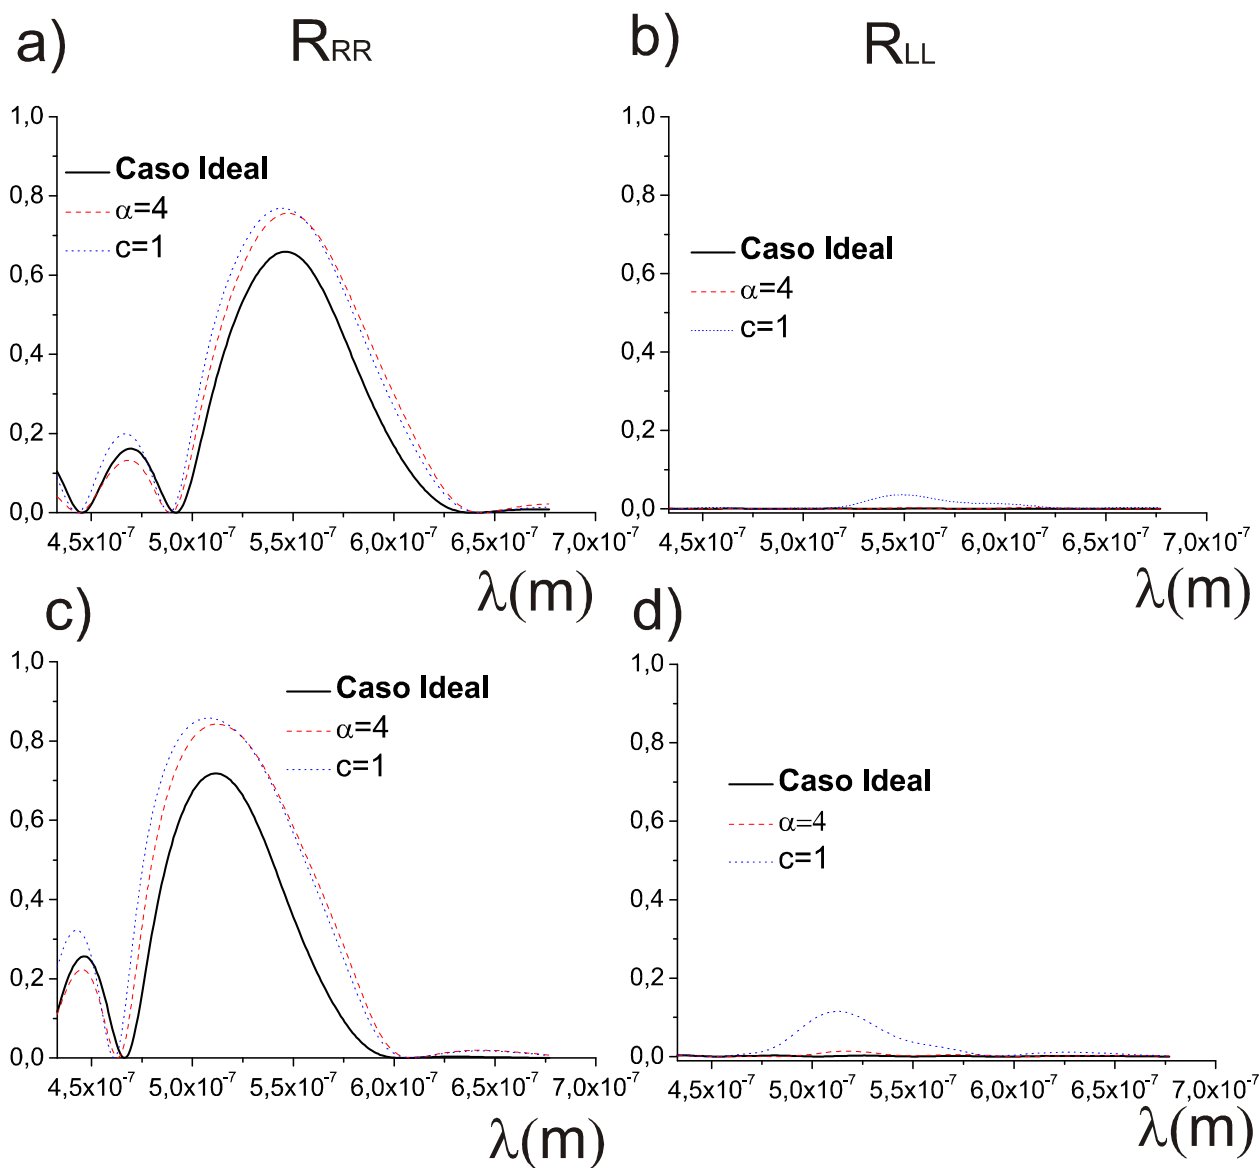 a) R_RR
1,0
0,8
0,6
0,4
0,2
0,0
Caso Ideal
α=4
c=1
4,5x10⁻⁷ 5,0x10⁻⁷ 5,5x10⁻⁷ 6,0x10⁻⁷ 6,5x10⁻⁷ 7,0x10⁻⁷
λ(m)
b) R_LL
1,0
0,8
0,6
0,4
0,2
0,0
Caso Ideal
α=4
c=1
4,5x10⁻⁷ 5,0x10⁻⁷ 5,5x10⁻⁷ 6,0x10⁻⁷ 6,5x10⁻⁷ 7,0x10⁻⁷
λ(m)
c)
1,0
0,8
0,6
0,4
0,2
0,0
Caso Ideal
α=4
c=1
4,5x10⁻⁷ 5,0x10⁻⁷ 5,5x10⁻⁷ 6,0x10⁻⁷ 6,5x10⁻⁷ 7,0x10⁻⁷
λ(m)
d)
1,0
0,8
0,6
0,4
0,2
0,0
Caso Ideal
α=4
c=1
4,5x10⁻⁷ 5,0x10⁻⁷ 5,5x10⁻⁷ 6,0x10⁻⁷ 6,5x10⁻⁷ 7,0x10⁻⁷
λ(m)